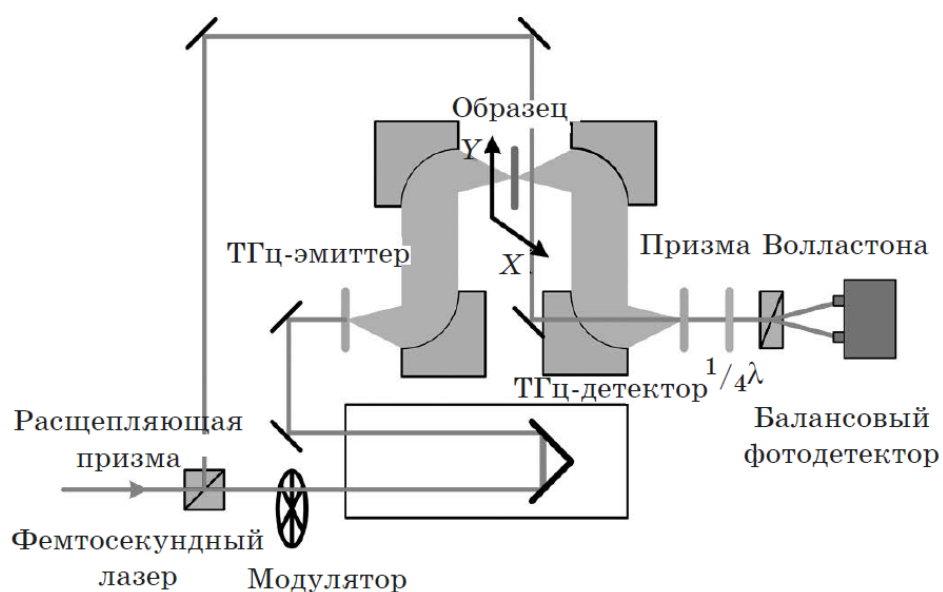 Образец
Y
X
ТГц-эмиттер
Призма Волластона
ТГц-детектор
1/4λ
Балансовый
фотодетектор
Расщепляющая
призма
Фемтосекундный
лазер
Модулятор